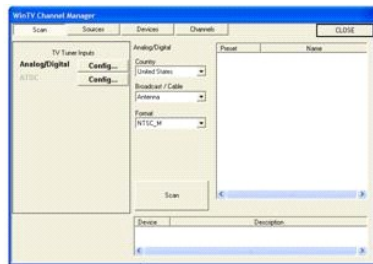 WinTV Channel Manager
Scan Sources Devices Channels CLOSE
TV Tuner Inputs
Analog/Digital Config...
ATSC Config...
Analog/Digital
Country
United States
Broadcast / Cable
Antenna
Format
NTSC_M
Scan
Preset Name
Device Description